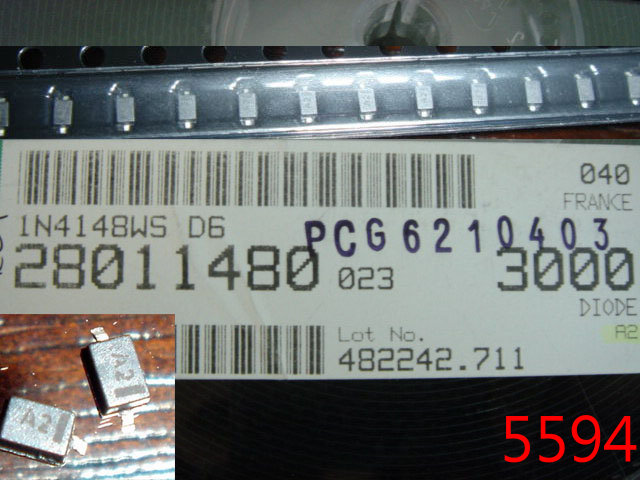 040
FRANCE
1N4148WS D6
PCG6210403
28011480 023 3000
DIODE
A2
Lot No.
482242.711
A2
A2
5594